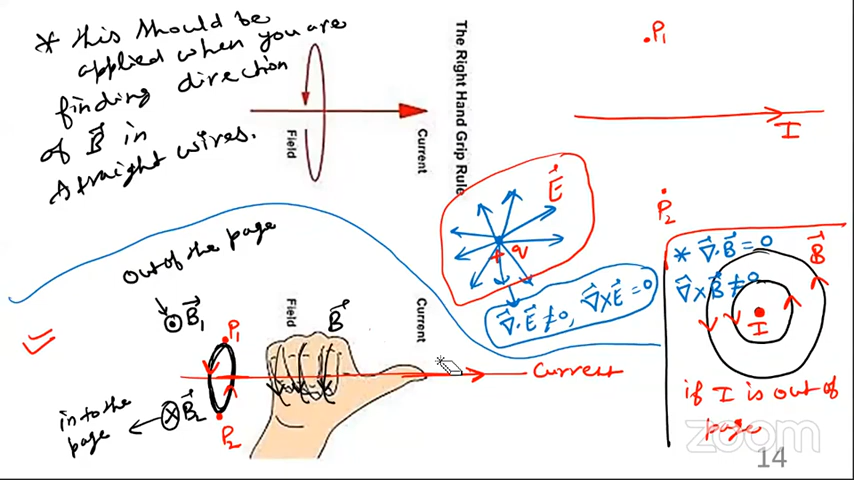 * this should be
applied when you are
finding direction
of B⃗ in
straight wires.
Field
Current
The Right Hand Grip Rule
P₁
I
P₂
E⃗
+ q
∇⃗·E⃗ ≠ 0, ∇⃗×E⃗ = 0
* ∇⃗·B⃗ = 0
∇⃗×B⃗ ≠ 0
B⃗
I
if I is out of
page
out of the page
B⃗₁
P₁
Field
B⃗
Current
Current
into the
page
B⃗₂
P₂
zoom
14